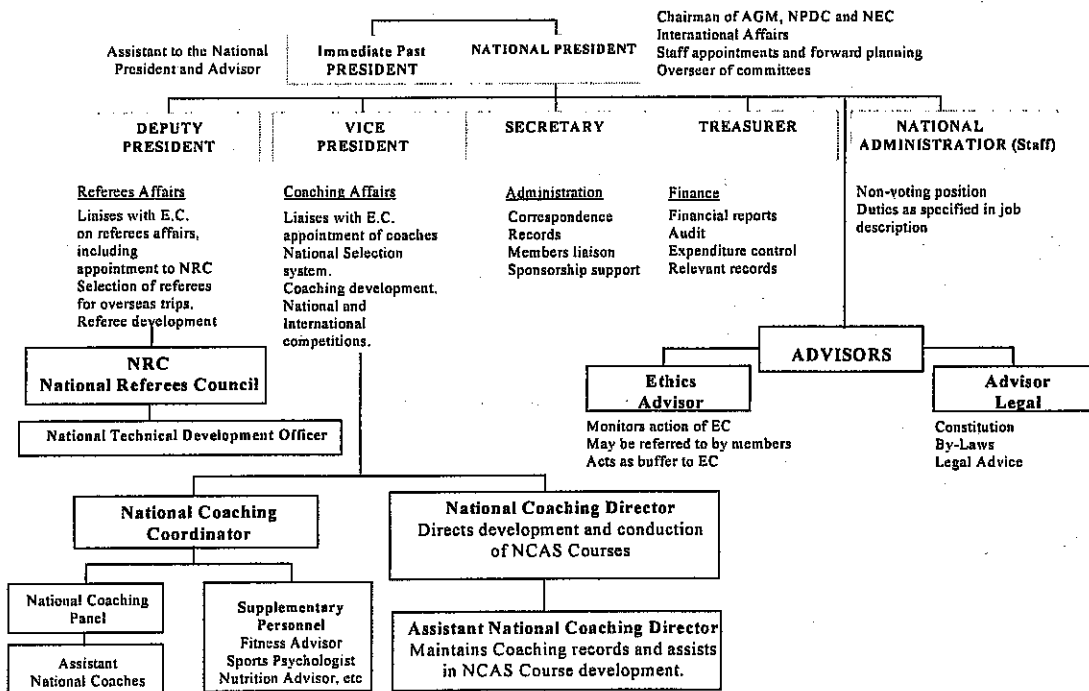 Assistant to the National
President and Advisor
Immediate Past
PRESIDENT
NATIONAL PRESIDENT
Chairman of AGM, NPDC and NEC
International Affairs
Staff appointments and forward planning
Overseer of committees
DEPUTY
PRESIDENT
Referees Affairs
Liaises with E.C.
on referees affairs,
including
appointment to NRC
Selection of referees
for overseas trips.
Referee development
VICE
PRESIDENT
Coaching Affairs
Liaises with E.C.
appointment of coaches
National Selection
system.
Coaching development,
National and
International
competitions.
SECRETARY
Administration
Correspondence
Records
Members liaison
Sponsorship support
TREASURER
Finance
Financial reports
Audit
Expenditure control
Relevant records
NATIONAL
ADMINISTRATIOR (Staff)
Non-voting position
Duties as specified in job
description
NRC
National Referees Council
National Technical Development Officer
ADVISORS
Ethics
Advisor
Monitors action of EC
May be referred to by members
Acts as buffer to EC
Advisor
Legal
Constitution
By-Laws
Legal Advice
National Coaching
Coordinator
National Coaching Director
Directs development and conduction
of NCAS Courses
National Coaching
Panel
Assistant
National Coaches
Supplementary
Personnel
Fitness Advisor
Sports Psychologist
Nutrition Advisor, etc
Assistant National Coaching Director
Maintains Coaching records and assists
in NCAS Course development.